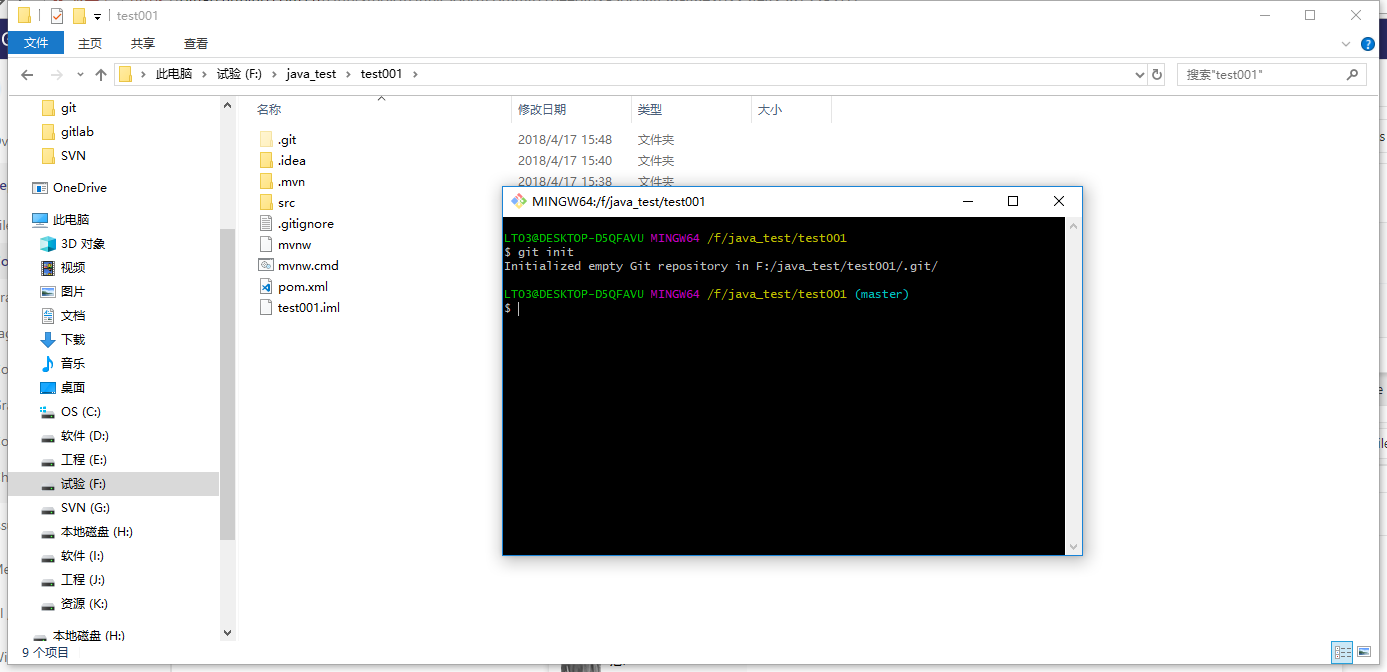 test001
文件 主页 共享 查看
此电脑 试验 (F:) java_test test001 搜索"test001"
名称 修改日期 类型 大小
git
gitlab
SVN
OneDrive
此电脑
3D 对象
视频
图片
文档
下载
音乐
桌面
OS (C:)
软件 (D:)
工程 (E:)
试验 (F:)
SVN (G:)
本地磁盘 (H:)
软件 (I:)
工程 (J:)
资源 (K:)
本地磁盘 (H:)
.git 2018/4/17 15:48 文件夹
.idea 2018/4/17 15:40 文件夹
.mvn 2018/4/17 15:38 文件夹
src
.gitignore
mvnw
mvnw.cmd
pom.xml
test001.iml
MINGW64:/f/java_test/test001
LT03@DESKTOP-D5QFAVU MINGW64 /f/java_test/test001
$ git init
Initialized empty Git repository in F:/java_test/test001/.git/
LT03@DESKTOP-D5QFAVU MINGW64 /f/java_test/test001 (master)
$
9 个项目